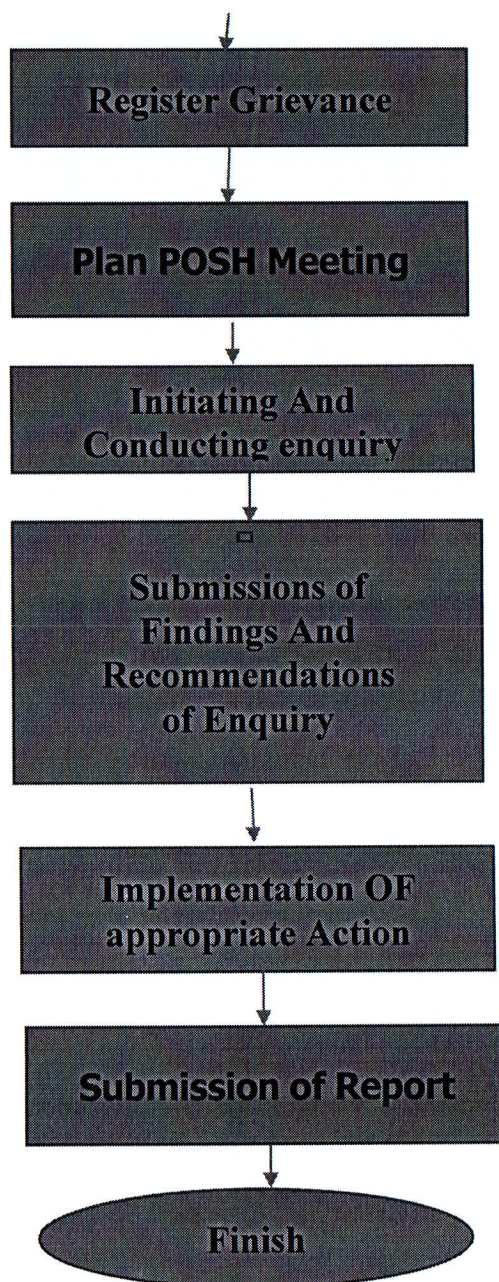 Register Grievance
Plan POSH Meeting
Initiating And
Conducting enquiry
Submissions of
Findings And
Recommendations
of Enquiry
Implementation OF
appropriate Action
Submission of Report
Finish